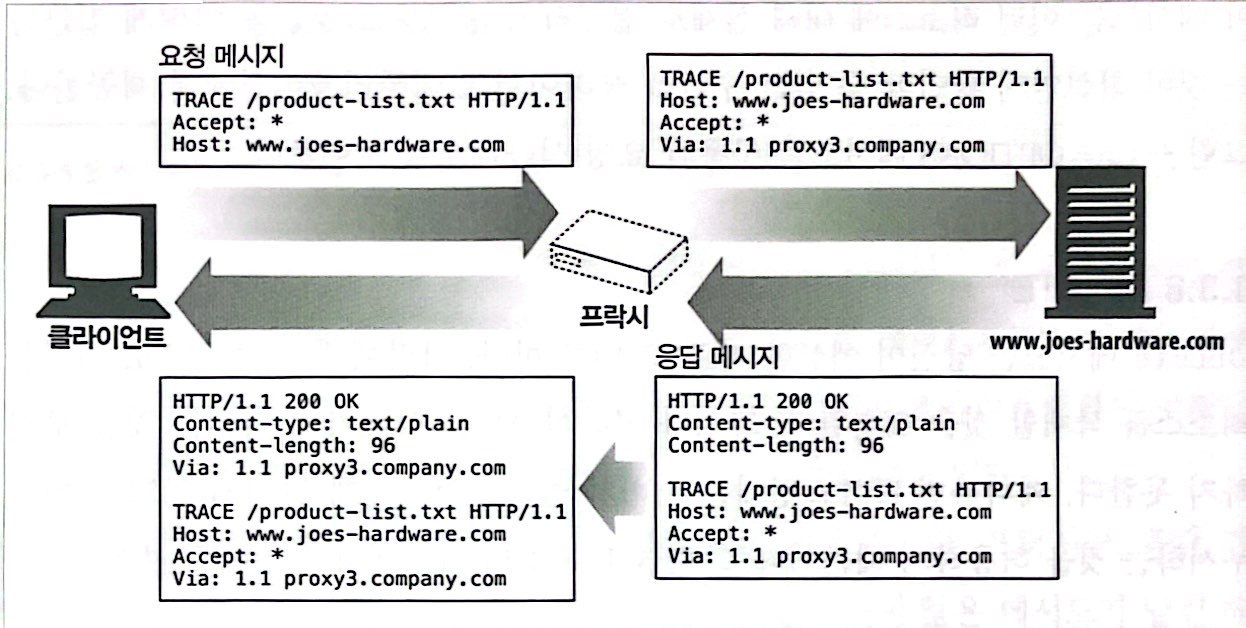 요청 메시지
TRACE /product-list.txt HTTP/1.1
Accept: *
Host: www.joes-hardware.com
TRACE /product-list.txt HTTP/1.1
Host: www.joes-hardware.com
Accept: *
Via: 1.1 proxy3.company.com
클라이언트
프락시
www.joes-hardware.com
응답 메시지
HTTP/1.1 200 OK
Content-type: text/plain
Content-length: 96
Via: 1.1 proxy3.company.com
TRACE /product-list.txt HTTP/1.1
Host: www.joes-hardware.com
Accept: *
Via: 1.1 proxy3.company.com
HTTP/1.1 200 OK
Content-type: text/plain
Content-length: 96
TRACE /product-list.txt HTTP/1.1
Host: www.joes-hardware.com
Accept: *
Via: 1.1 proxy3.company.com